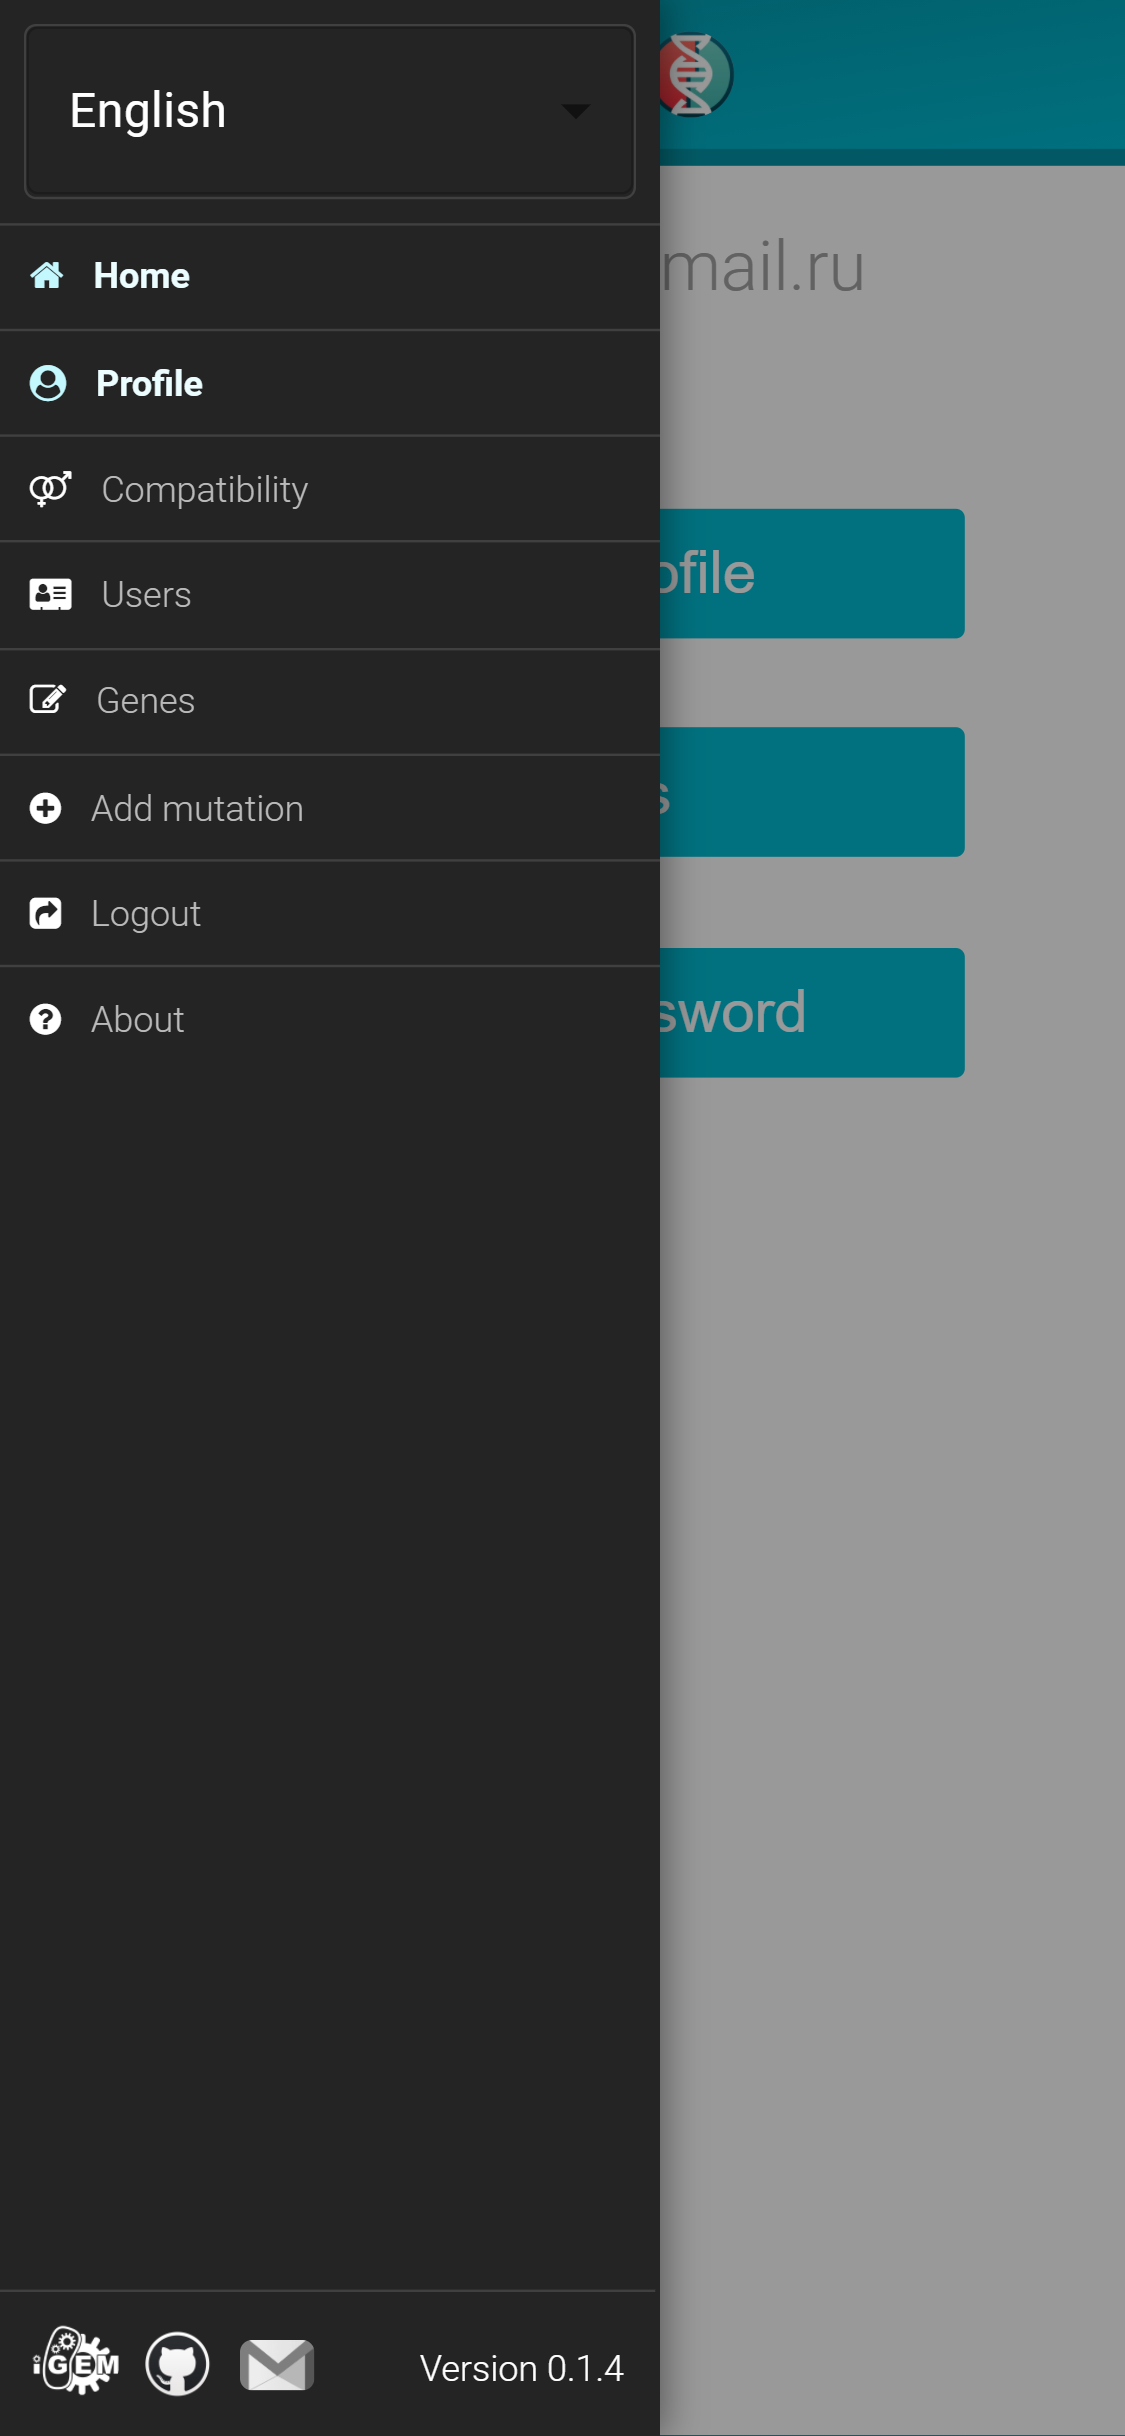 English
Home
mail.ru
Profile
Compatibility
ofile
Users
Genes
s
Add mutation
Logout
sword
About
iGEM
Version 0.1.4